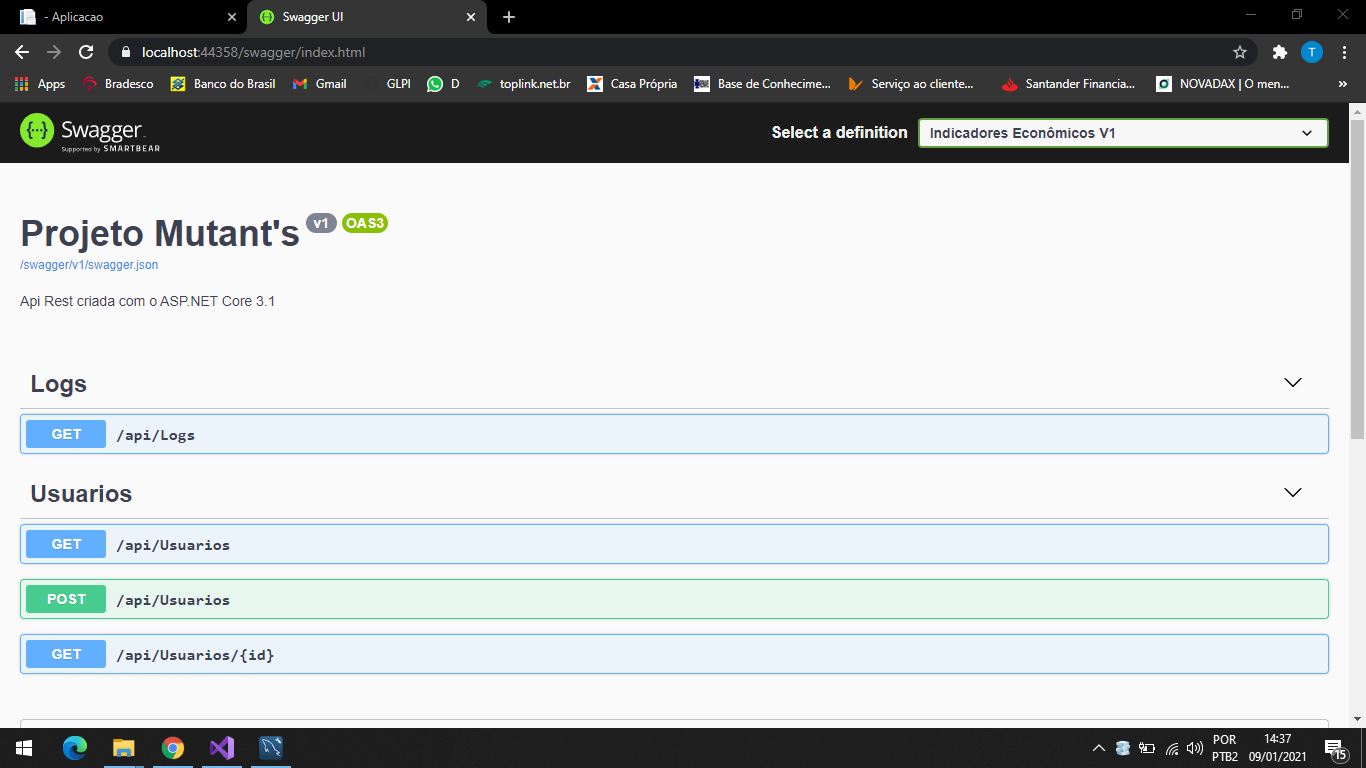 - Aplicacao
Swagger UI
localhost:44358/swagger/index.html
T
Apps
Bradesco
Banco do Brasil
Gmail
GLPI
D
toplink.net.br
Casa Própria
Base de Conhecime...
Serviço ao cliente...
Santander Financia...
NOVADAX | O men...
Swagger
Supported by SMARTBEAR
Select a definition
Indicadores Econômicos V1
Projeto Mutant's v1 OAS3
/swagger/v1/swagger.json
Api Rest criada com o ASP.NET Core 3.1
Logs
GET /api/Logs
Usuarios
GET /api/Usuarios
POST /api/Usuarios
GET /api/Usuarios/{id}
POR
PTB2
14:37
09/01/2021
15